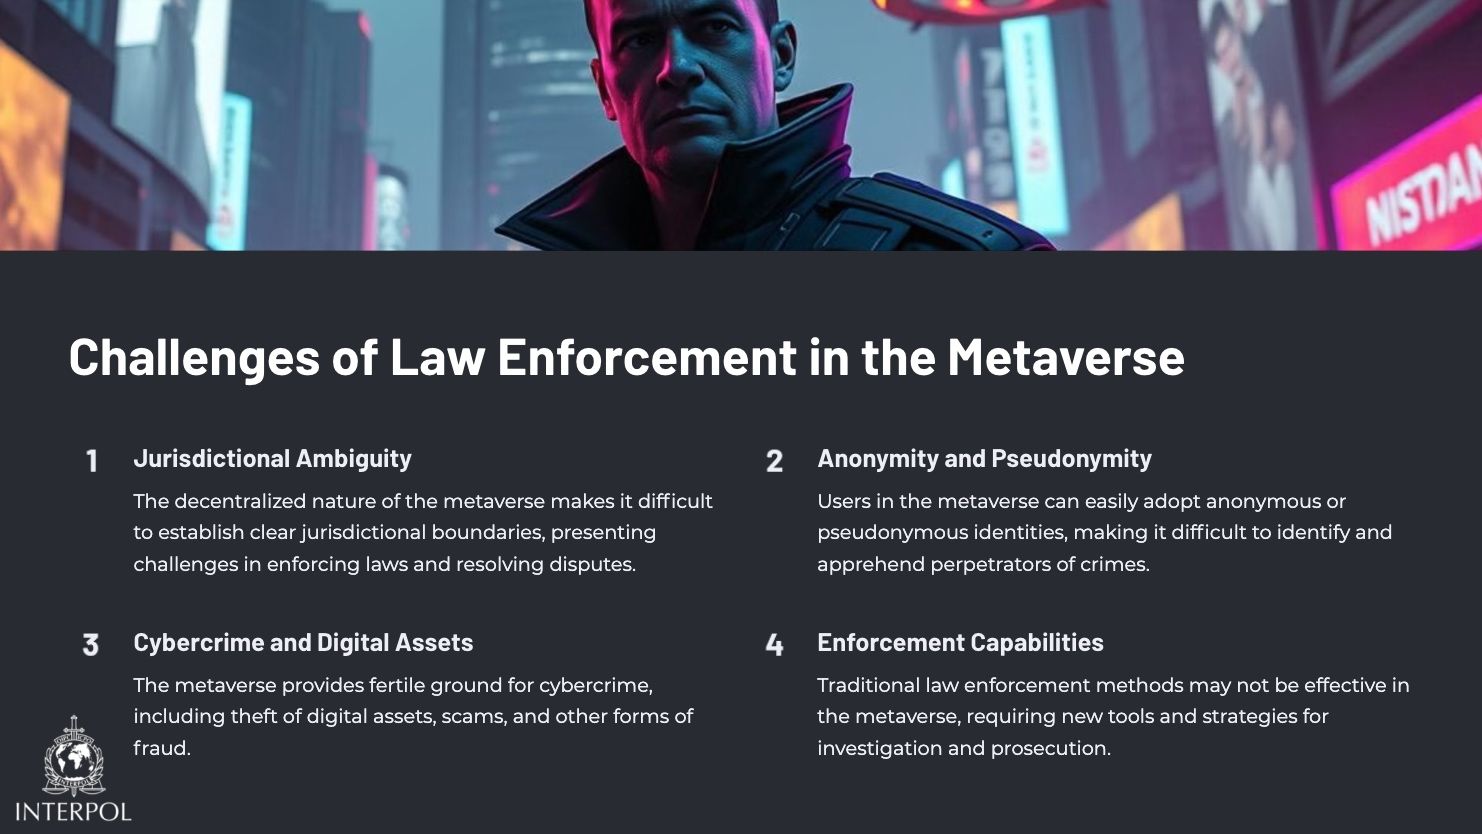 NISTDAN
Challenges of Law Enforcement in the Metaverse
1 Jurisdictional Ambiguity
The decentralized nature of the metaverse makes it difficult
to establish clear jurisdictional boundaries, presenting
challenges in enforcing laws and resolving disputes.
2 Anonymity and Pseudonymity
Users in the metaverse can easily adopt anonymous or
pseudonymous identities, making it difficult to identify and
apprehend perpetrators of crimes.
3 Cybercrime and Digital Assets
The metaverse provides fertile ground for cybercrime,
including theft of digital assets, scams, and other forms of
fraud.
4 Enforcement Capabilities
Traditional law enforcement methods may not be effective in
the metaverse, requiring new tools and strategies for
investigation and prosecution.
INTERPOL